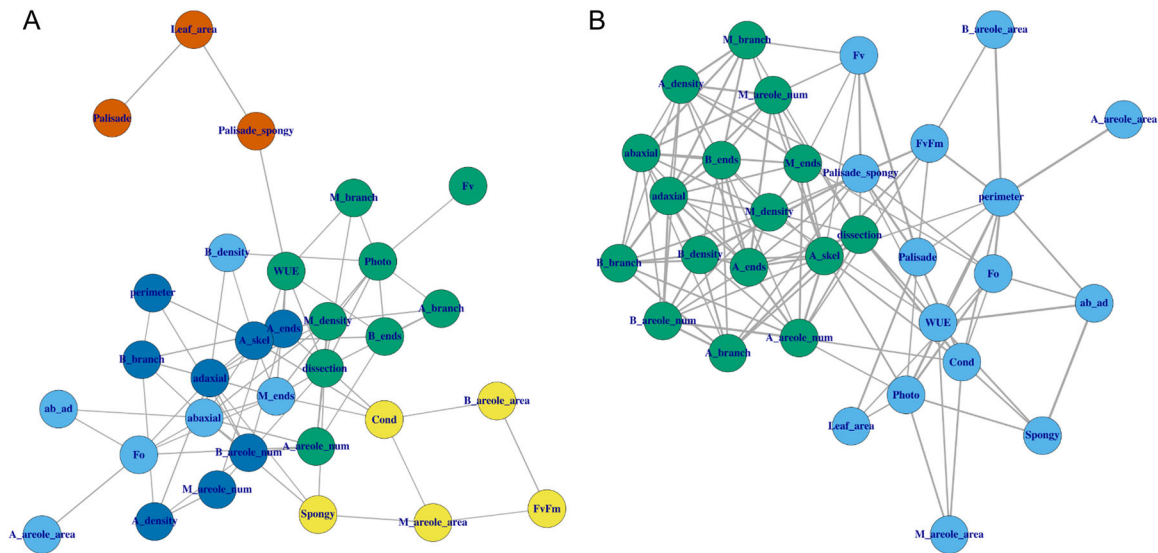 A
Leaf_area
Palisade
Palisade_spongy
M_branch
Fv
B_density
Photo
WUE
perimeter
A_branch
M_density
A_ends
A_skel
B_ends
B_branch
dissection
adaxial
M_ends
ab_ad
abaxial
Cond
B_areole_area
A_areole_num
B_areole_num
Fo
M_areole_num
FvFm
Spongy
A_density
M_areole_area
A_areole_area
B
B_areole_area
M_branch
Fv
A_density
M_areole_num
A_areole_area
FvFm
abaxial
B_ends
M_ends
Palisade_spongy
adaxial
perimeter
M_density
dissection
B_density
A_skel
Palisade
B_branch
A_ends
Fo
ab_ad
B_areole_num
WUE
A_areole_num
A_branch
Cond
Photo
Leaf_area
Spongy
M_areole_area